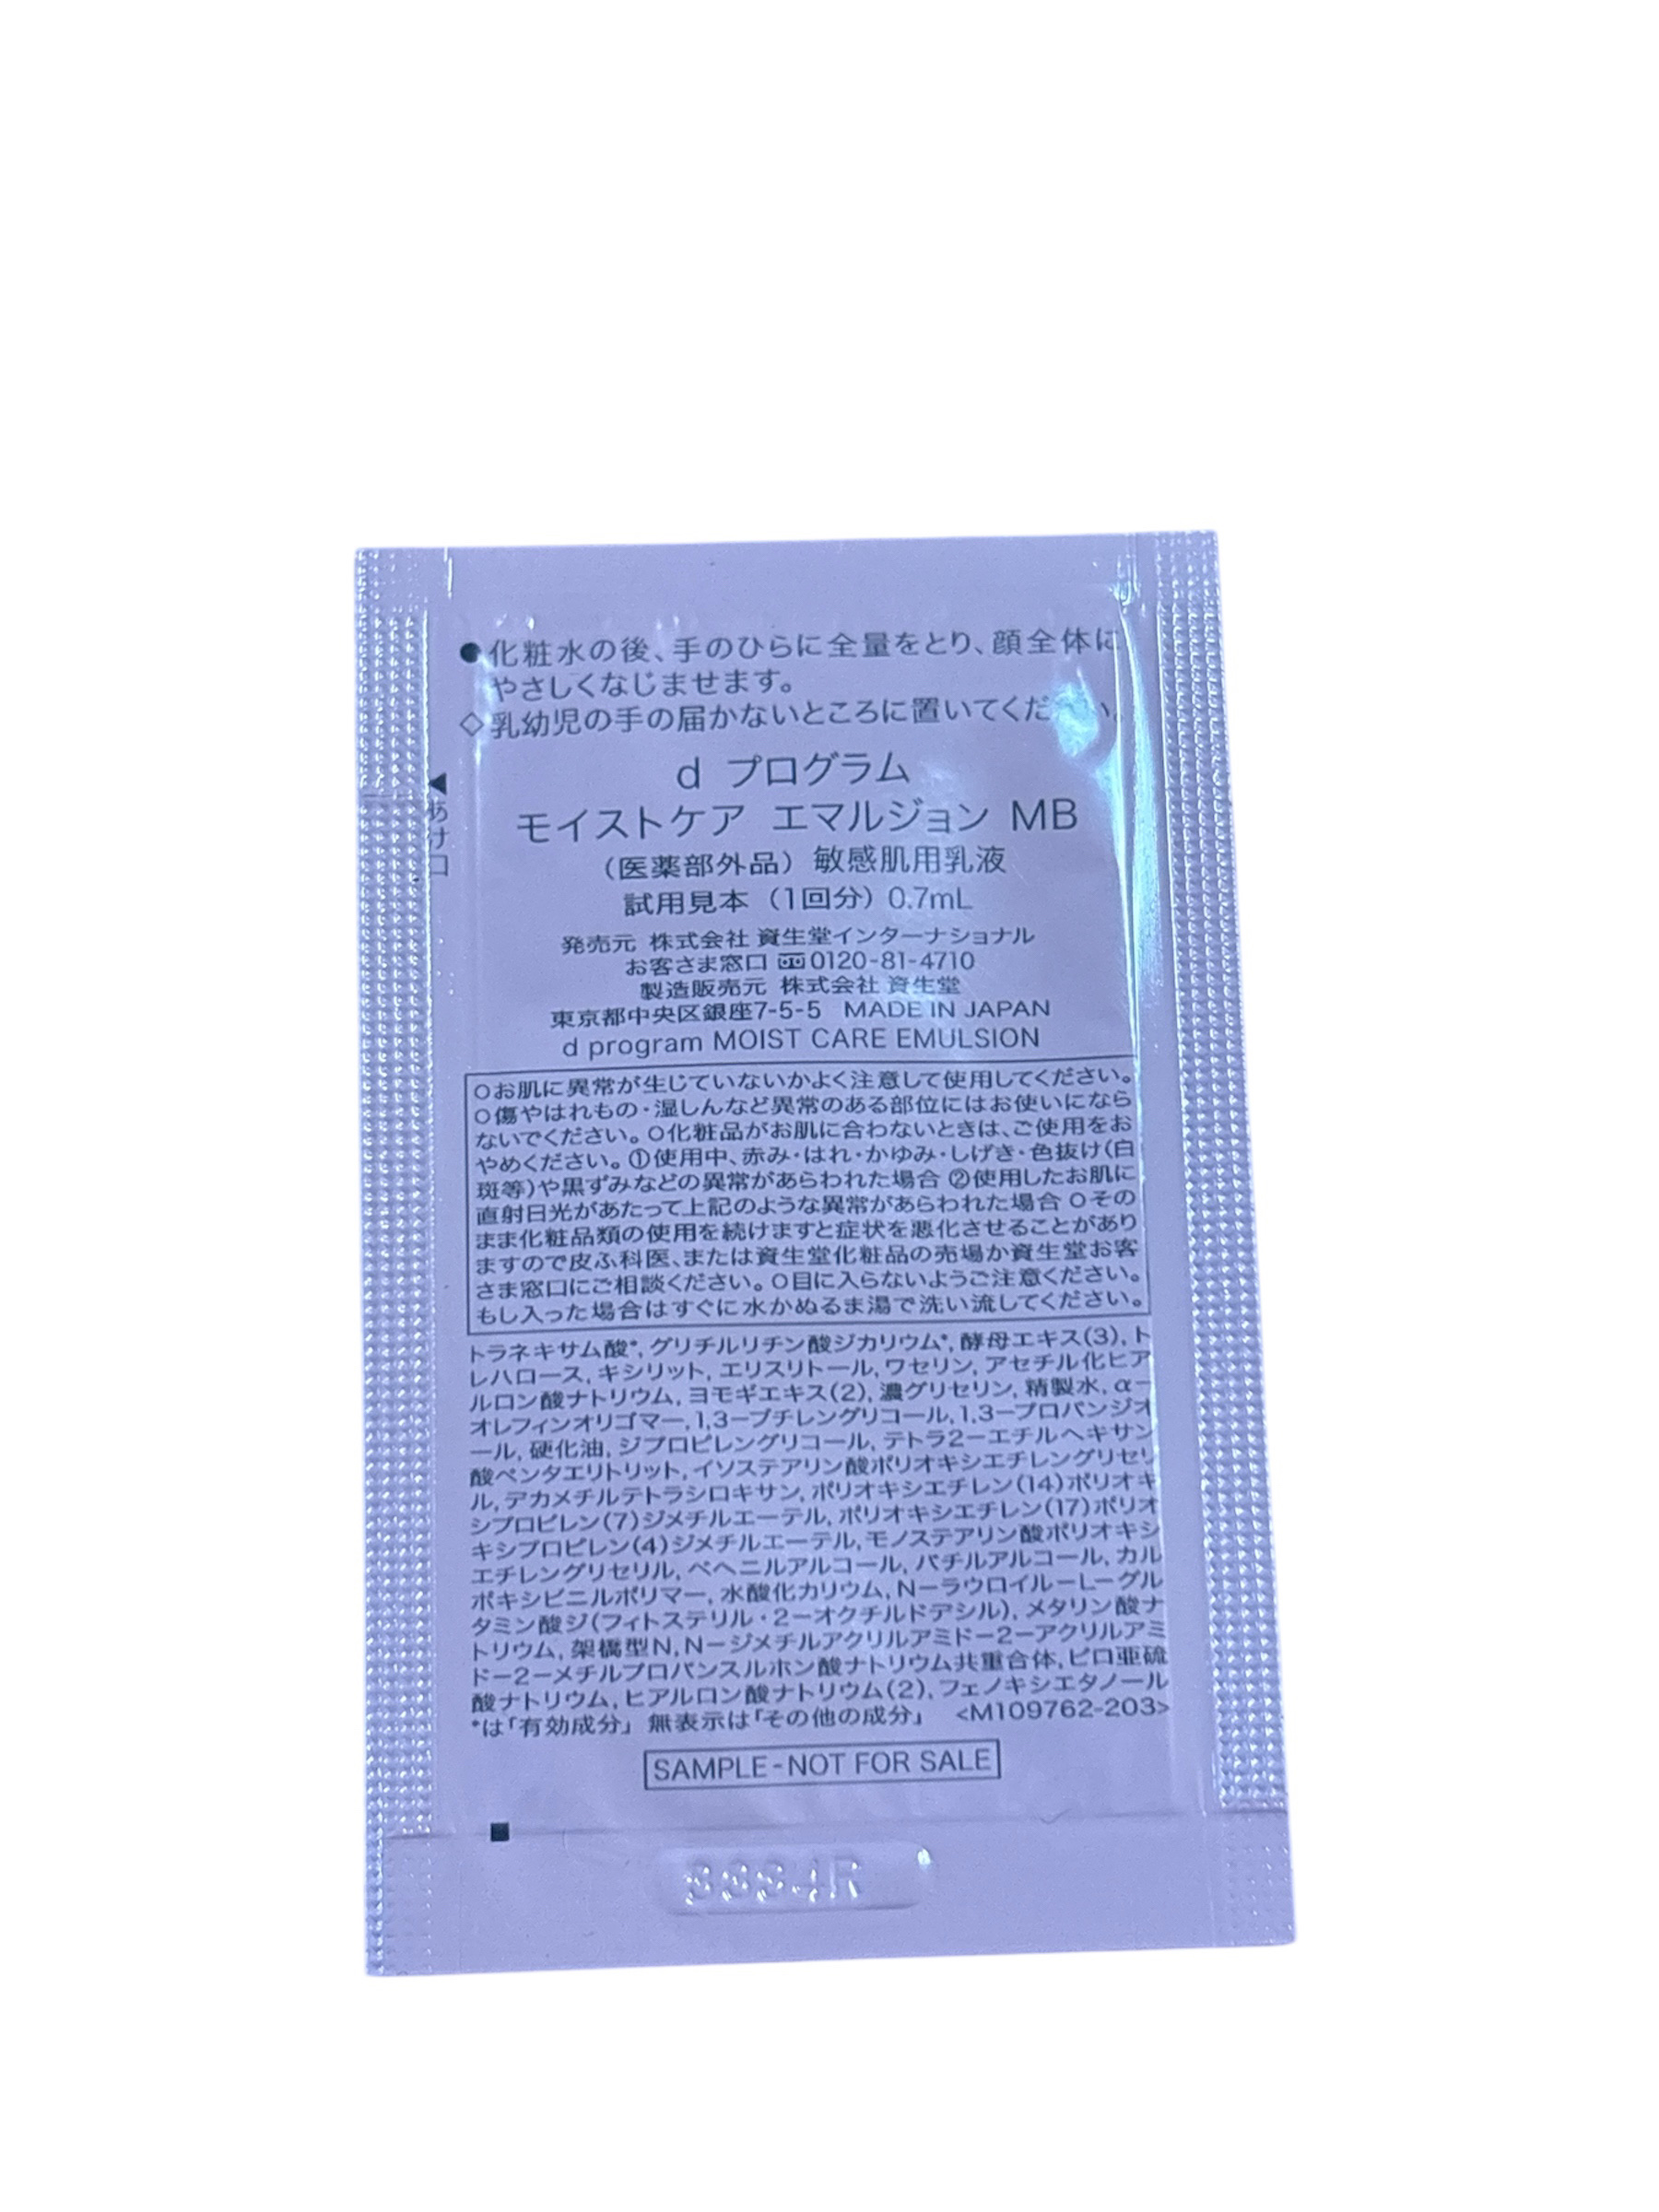 ●化粧水の後、手のひらに全量をとり、顔全体に
やさしくなじませます。
◇乳幼児の手の届かないところに置いてくだ
◀あけ口
d プログラム
モイストケア エマルジョン MB
（医薬部外品）敏感肌用乳液
試用見本（1回分）0.7mL
発売元 株式会社 資生堂インターナショナル
お客さま窓口 0120-81-4710
製造販売元 株式会社 資生堂
東京都中央区銀座7-5-5 MADE IN JAPAN
d program MOIST CARE EMULSION
○お肌に異常が生じていないかよく注意して使用してください。
○傷やはれもの・湿しんなど異常のある部位にはお使いになら
ないでください。○化粧品がお肌に合わないときは、ご使用をお
やめください。①使用中、赤み・はれ・かゆみ・しげき・色抜け（白
斑等）や黒ずみなどの異常があらわれた場合 ②使用したお肌に
直射日光があたって上記のような異常があらわれた場合 ○その
まま化粧品類の使用を続けますと症状を悪化させることがあり
ますので皮ふ科医、または資生堂化粧品の売場か資生堂お客
さま窓口にご相談ください。○目に入らないようご注意ください。
もし入った場合はすぐに水かぬるま湯で洗い流してください。
トラネキサム酸*, グリチルリチン酸ジカリウム*, 酵母エキス(3), ト
レハロース, キシリット, エリスリトール, ワセリン, アセチル化ヒア
ルロン酸ナトリウム, ヨモギエキス(2), 濃グリセリン, 精製水, α－
オレフィンオリゴマー, 1,3－ブチレングリコール, 1,3－プロパンジオ
ール, 硬化油, ジプロピレングリコール, テトラ2－エチルヘキサン
酸ペンタエリトリット, イソステアリン酸ポリオキシエチレングリセリ
ル, デカメチルテトラシロキサン, ポリオキシエチレン(14)ポリオキ
シプロピレン(7)ジメチルエーテル, ポリオキシエチレン(17)ポリオ
キシプロピレン(4)ジメチルエーテル, モノステアリン酸ポリオキシ
エチレングリセリル, ベヘニルアルコール, バチルアルコール, カル
ボキシビニルポリマー, 水酸化カリウム, N－ラウロイル－L－グル
タミン酸ジ(フィトステリル・2－オクチルドデシル), メタリン酸ナ
トリウム, 架橋型N,N－ジメチルアクリルアミド－2－アクリルアミ
ド－2－メチルプロパンスルホン酸ナトリウム共重合体, ピロ亜硫
酸ナトリウム, ヒアルロン酸ナトリウム(2), フェノキシエタノール
*は「有効成分」 無表示は「その他の成分」 <M109762-203>
SAMPLE-NOT FOR SALE